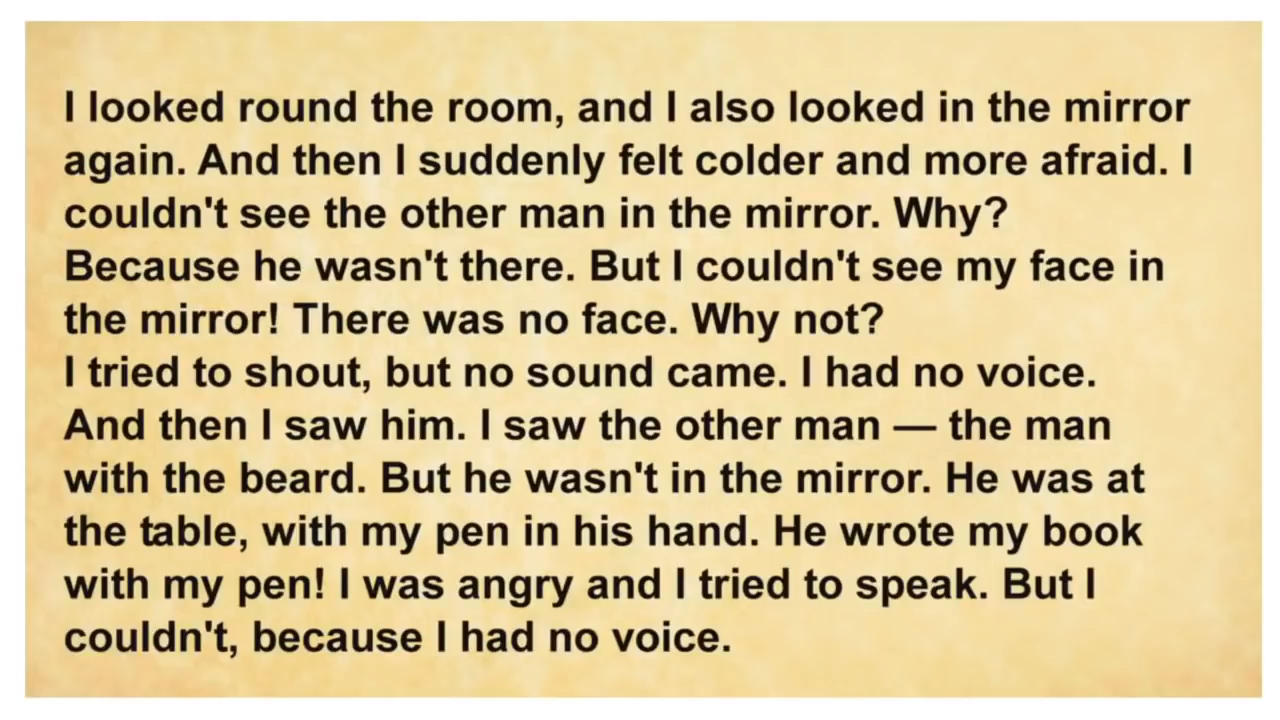 I looked round the room, and I also looked in the mirror
again. And then I suddenly felt colder and more afraid. I
couldn't see the other man in the mirror. Why?
Because he wasn't there. But I couldn't see my face in
the mirror! There was no face. Why not?
I tried to shout, but no sound came. I had no voice.
And then I saw him. I saw the other man — the man
with the beard. But he wasn't in the mirror. He was at
the table, with my pen in his hand. He wrote my book
with my pen! I was angry and I tried to speak. But I
couldn't, because I had no voice.